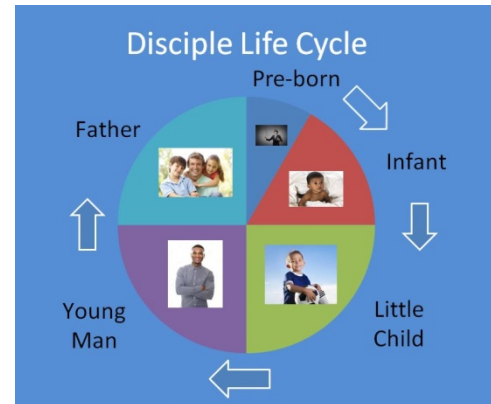 Disciple Life Cycle
Pre-born
Father
Infant
Young
Man
Little
Child